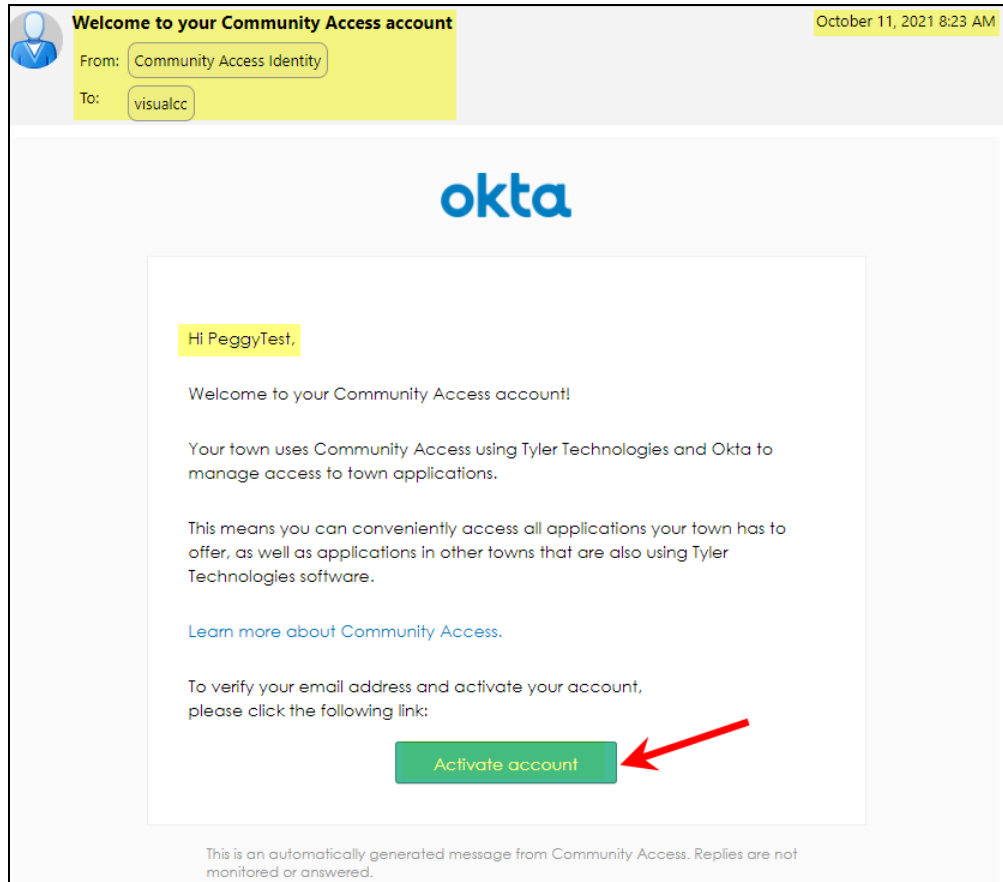 Welcome to your Community Access account
October 11, 2021 8:23 AM
From: Community Access Identity
To: visualcc
okta
Hi PeggyTest,
Welcome to your Community Access account!
Your town uses Community Access using Tyler Technologies and Okta to
manage access to town applications.
This means you can conveniently access all applications your town has to
offer, as well as applications in other towns that are also using Tyler
Technologies software.
Learn more about Community Access.
To verify your email address and activate your account,
please click the following link:
Activate account
This is an automatically generated message from Community Access. Replies are not
monitored or answered.